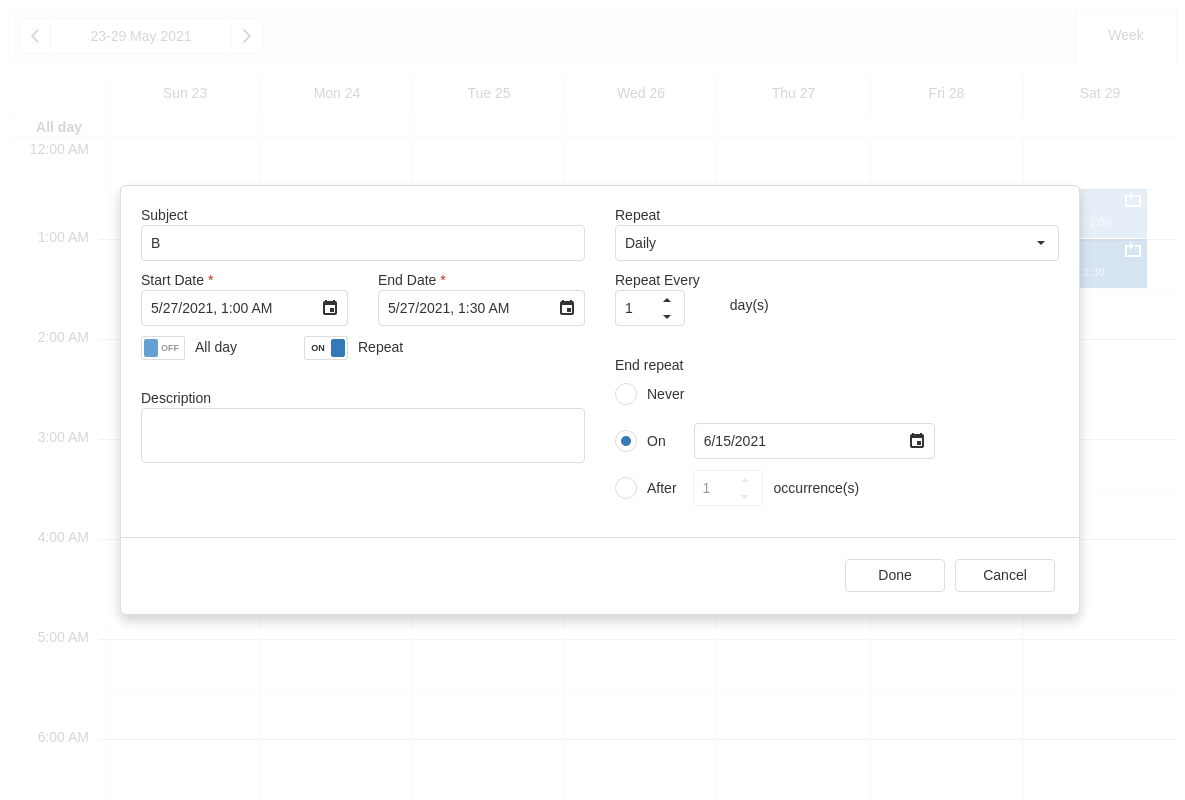 23-29 May 2021
Week
Sun 23 Mon 24 Tue 25 Wed 26 Thu 27 Fri 28 Sat 29
All day
12:00 AM
1:00 AM
2:00 AM
3:00 AM
4:00 AM
5:00 AM
6:00 AM
- 1:00
1:30
Subject
B
Start Date *
End Date *
5/27/2021, 1:00 AM
5/27/2021, 1:30 AM
OFF All day
ON Repeat
Description
Repeat
Daily
Repeat Every
1 day(s)
End repeat
Never
On 6/15/2021
After 1 occurrence(s)
Done
Cancel